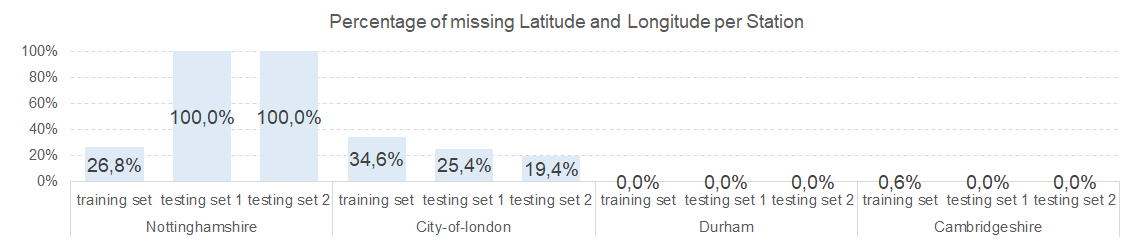 Percentage of missing Latitude and Longitude per Station
100%
80%
60%
40%
20%
0%
26,8%
100,0%
100,0%
34,6%
25,4%
19,4%
0,0%
0,0%
0,0%
0,6%
0,0%
0,0%
training set
testing set 1
testing set 2
training set
testing set 1
testing set 2
training set
testing set 1
testing set 2
training set
testing set 1
testing set 2
Nottinghamshire
City-of-london
Durham
Cambridgeshire